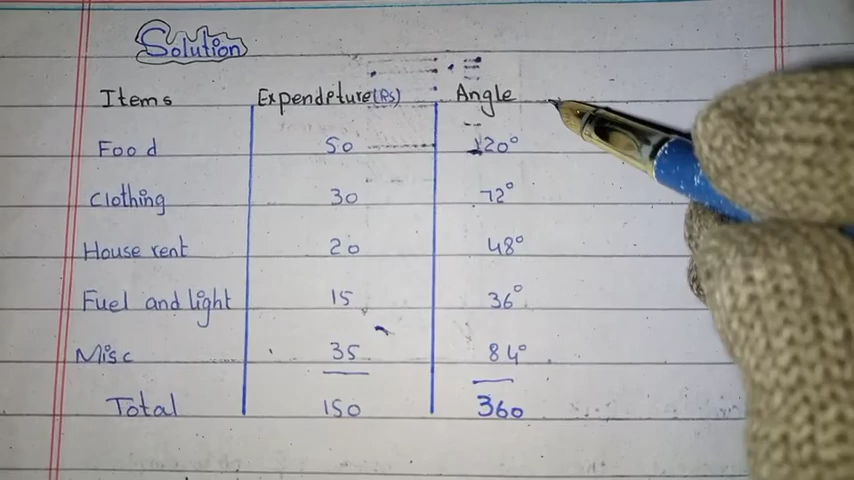 Solution
Items Expendeture(Rs) Angle
Food 50 120°
Clothing 30 72°
House rent 20 48°
Fuel and light 15 36°
Misc 35 84°
Total 150 360